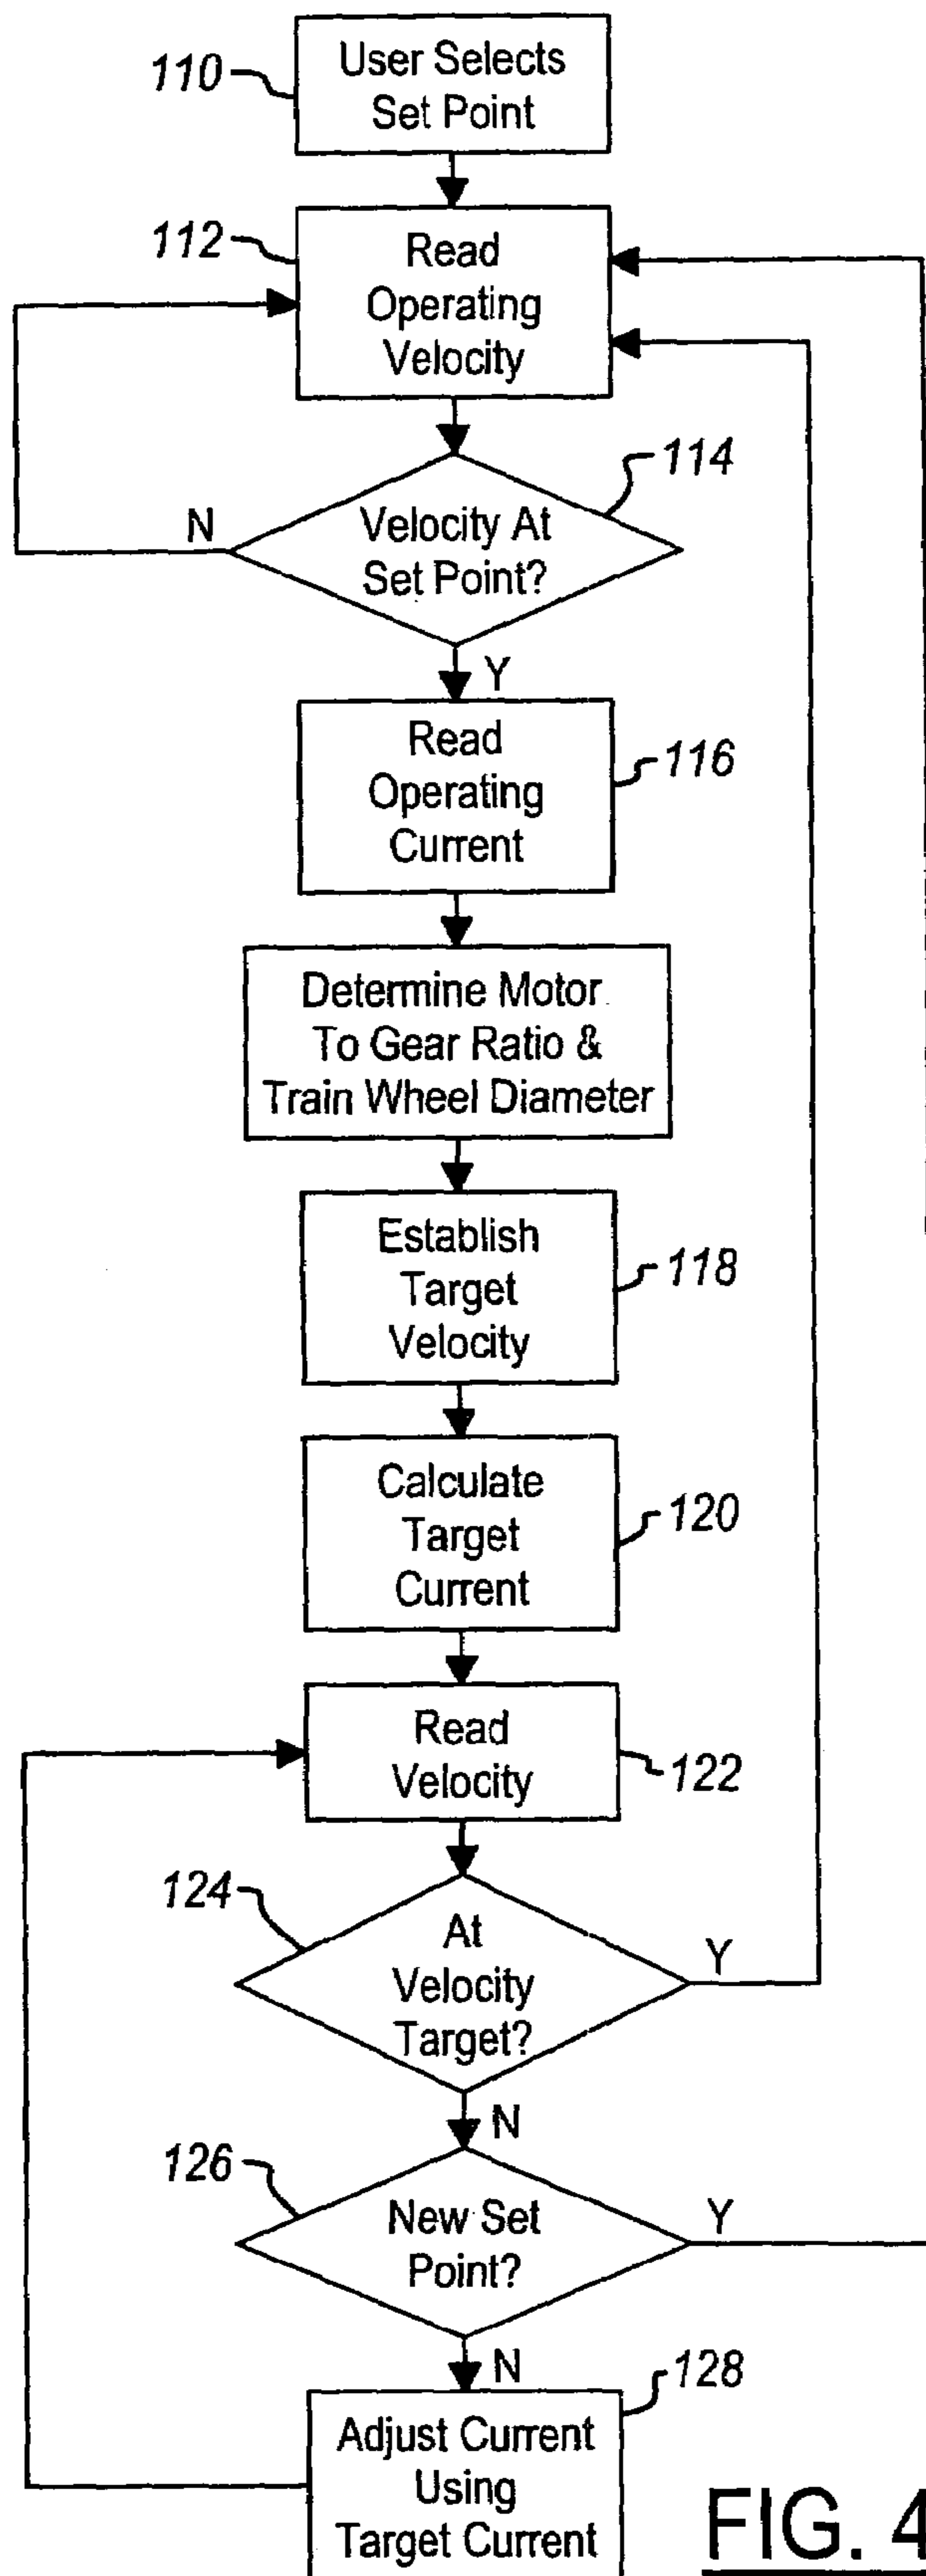 110
User Selects
Set Point
112
Read
Operating
Velocity
114
Velocity At
Set Point?
N
Y
Read
Operating
Current
116
Determine Motor
To Gear Ratio &
Train Wheel Diameter
Establish
Target
Velocity
118
Calculate
Target
Current
120
Read
Velocity
122
124
At
Velocity
Target?
Y
N
126
New Set
Point?
Y
N
128
Adjust Current
Using
Target Current
FIG. 4